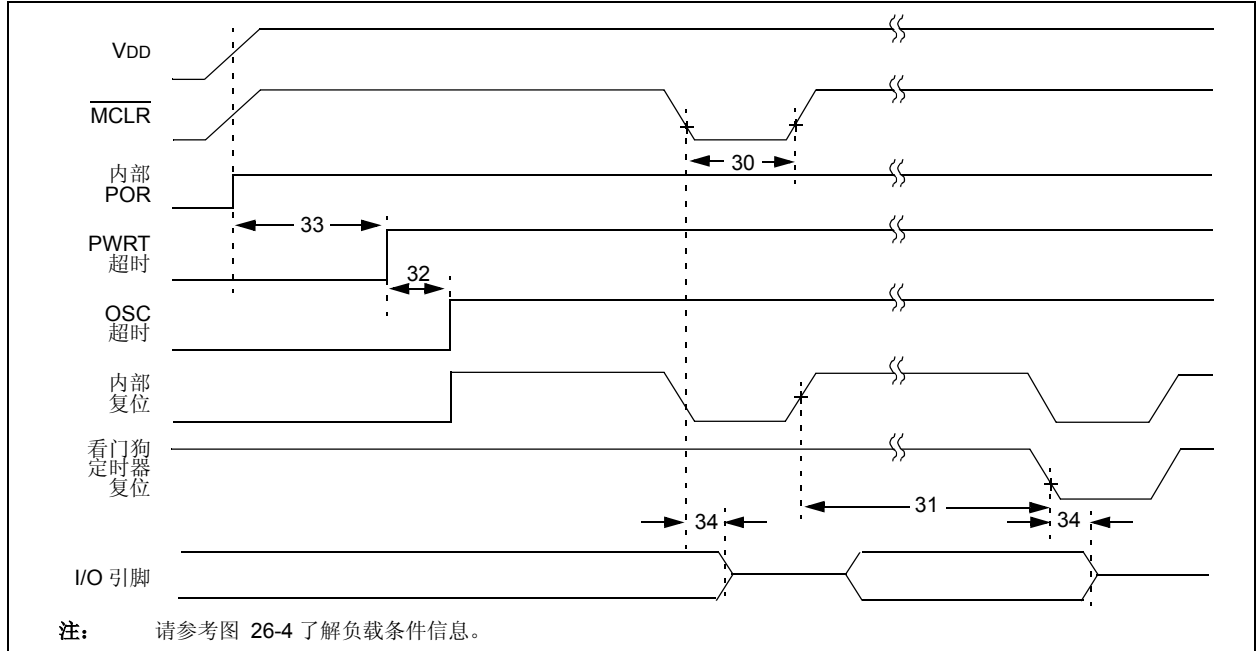 VDD
MCLR
30
内部
POR
33
PWRT
超时
32
OSC
超时
内部
复位
看门狗
定时器
复位
31
34
34
I/O 引脚
注： 请参考图 26-4 了解负载条件信息。